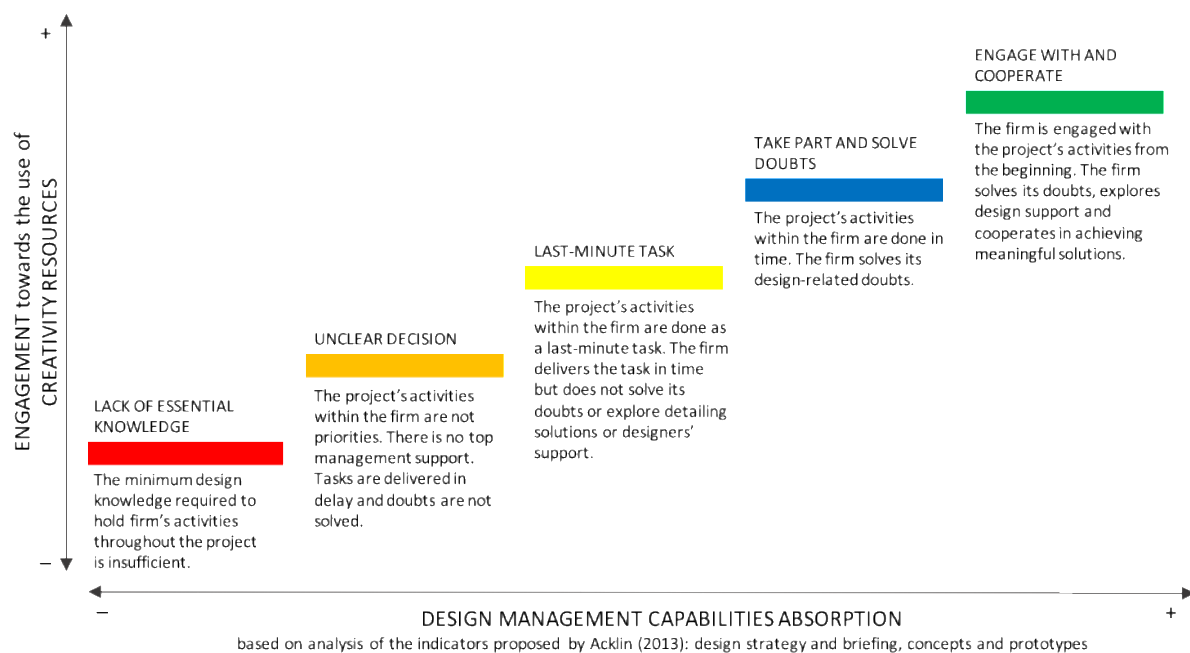 +
ENGAGEMENT towards the use of
CREATIVITY RESOURCES
–
LACK OF ESSENTIAL
KNOWLEDGE
The minimum design
knowledge required to
hold firm's activities
throughout the project
is insufficient.
UNCLEAR DECISION
The project's activities
within the firm are not
priorities. There is no top
management support.
Tasks are delivered in
delay and doubts are not
solved.
LAST-MINUTE TASK
The project's activities
within the firm are done as
a last-minute task. The firm
delivers the task in time
but does not solve its
doubts or explore detailing
solutions or designers'
support.
TAKE PART AND SOLVE
DOUBTS
The project's activities
within the firm are done in
time. The firm solves its
design-related doubts.
ENGAGE WITH AND
COOPERATE
The firm is engaged with
the project's activities from
the beginning. The firm
solves its doubts, explores
design support and
cooperates in achieving
meaningful solutions.
–
+
DESIGN MANAGEMENT CAPABILITIES ABSORPTION
based on analysis of the indicators proposed by Acklin (2013): design strategy and briefing, concepts and prototypes